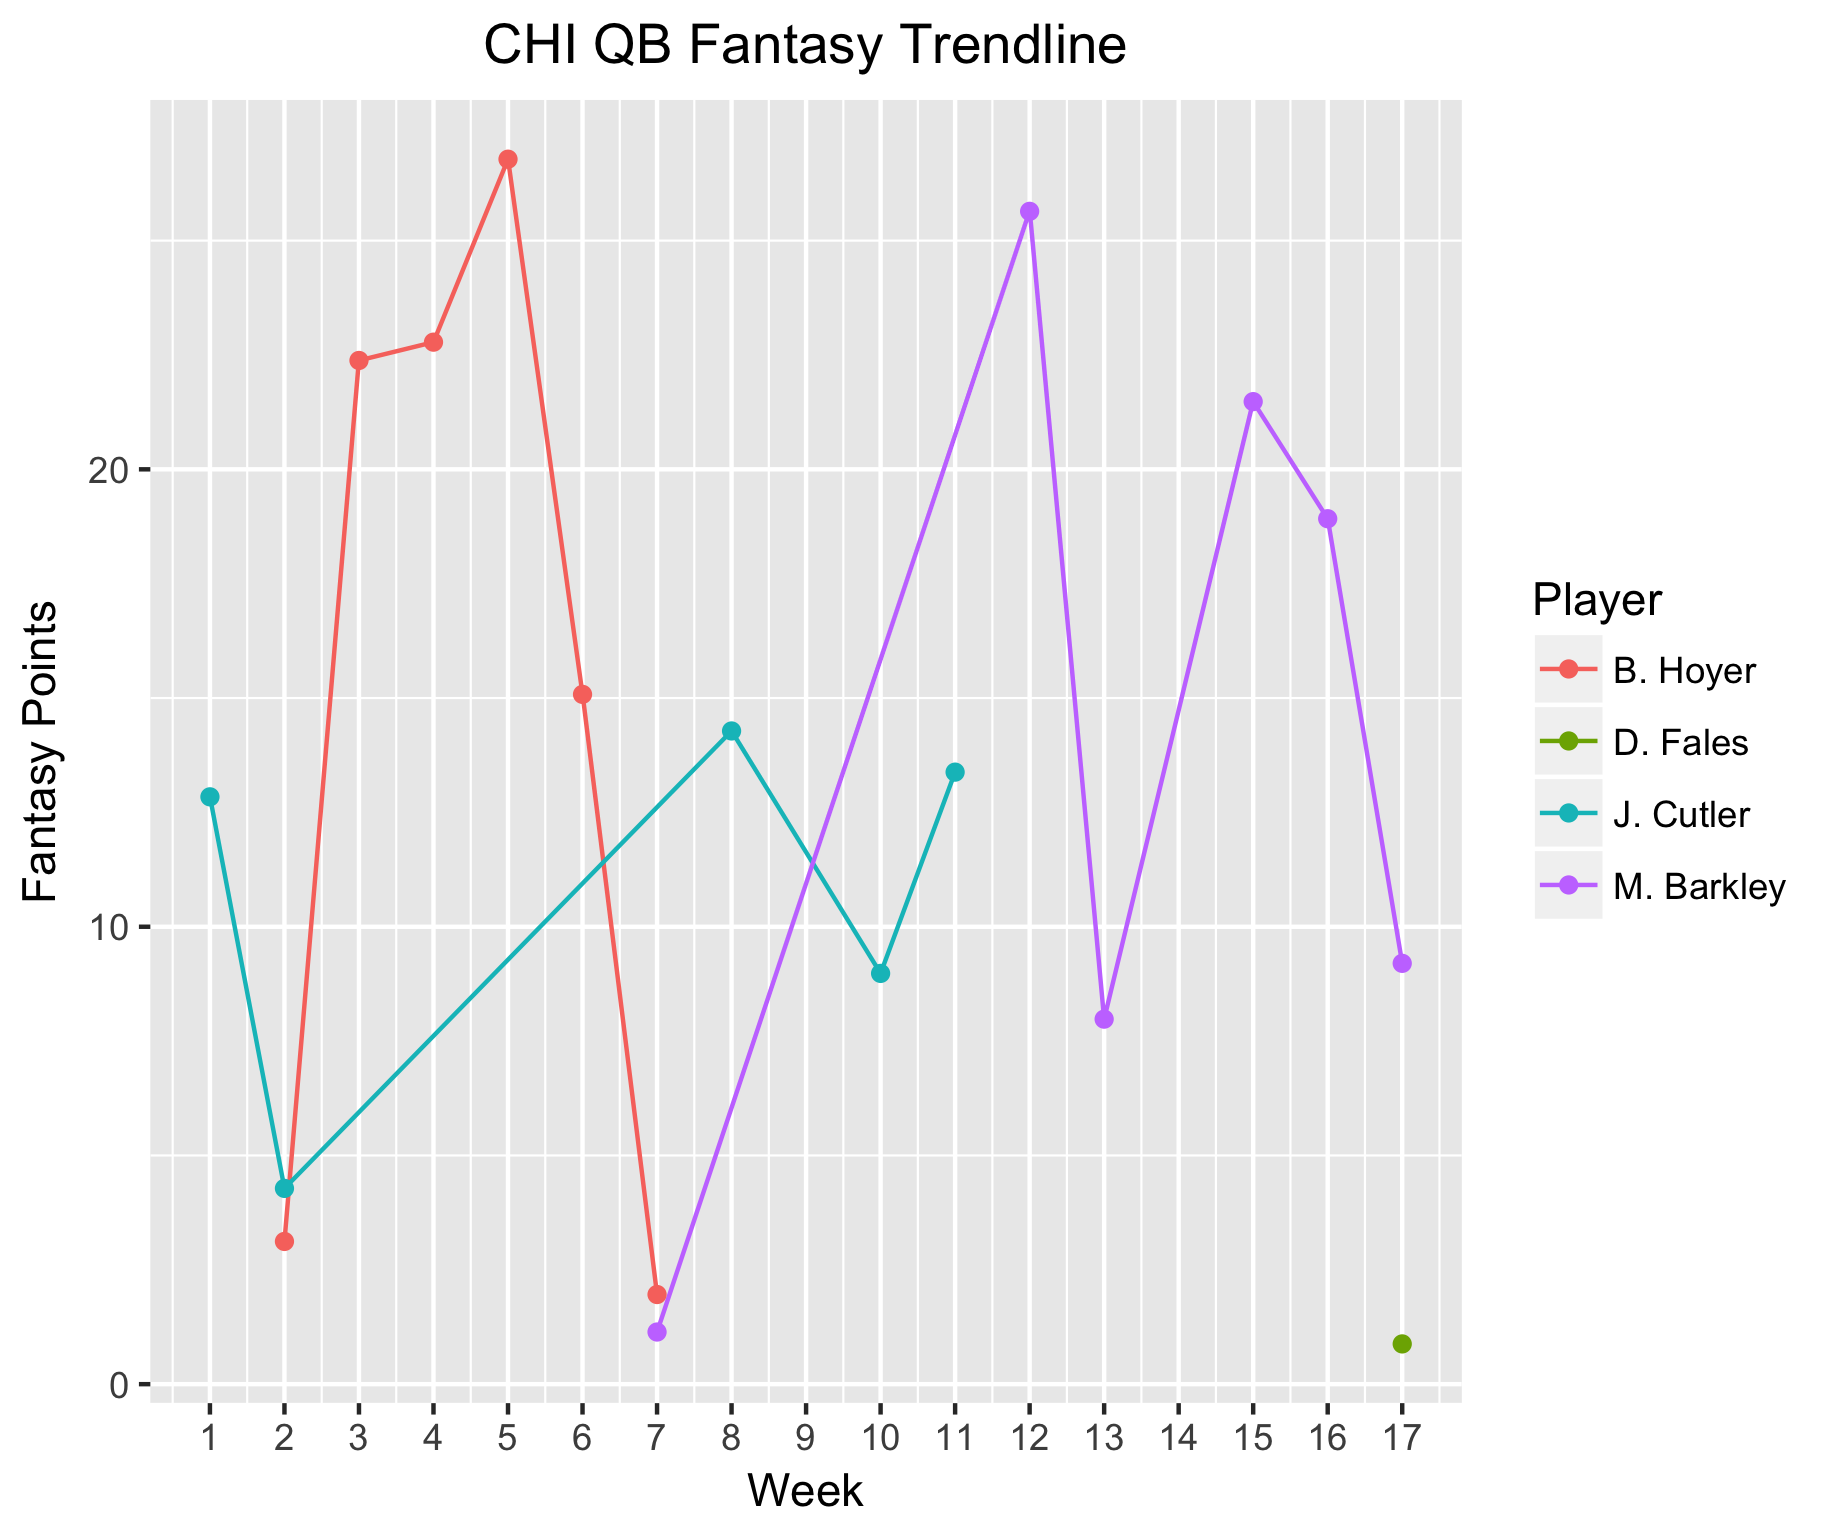 CHI QB Fantasy Trendline
Fantasy Points
20
10
0
1 2 3 4 5 6 7 8 9 10 11 12 13 14 15 16 17
Week
Player
B. Hoyer
D. Fales
J. Cutler
M. Barkley